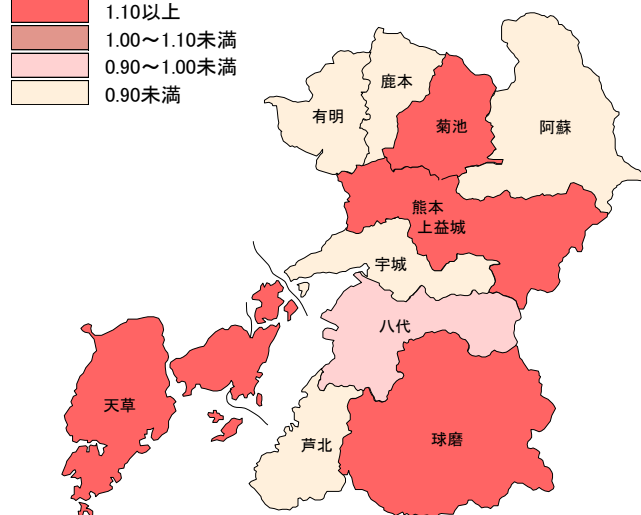 1.10以上
1.00～1.10未満
0.90～1.00未満
0.90未満
鹿本
有明
菊池
阿蘇
熊本
上益城
宇城
八代
天草
芦北
球磨